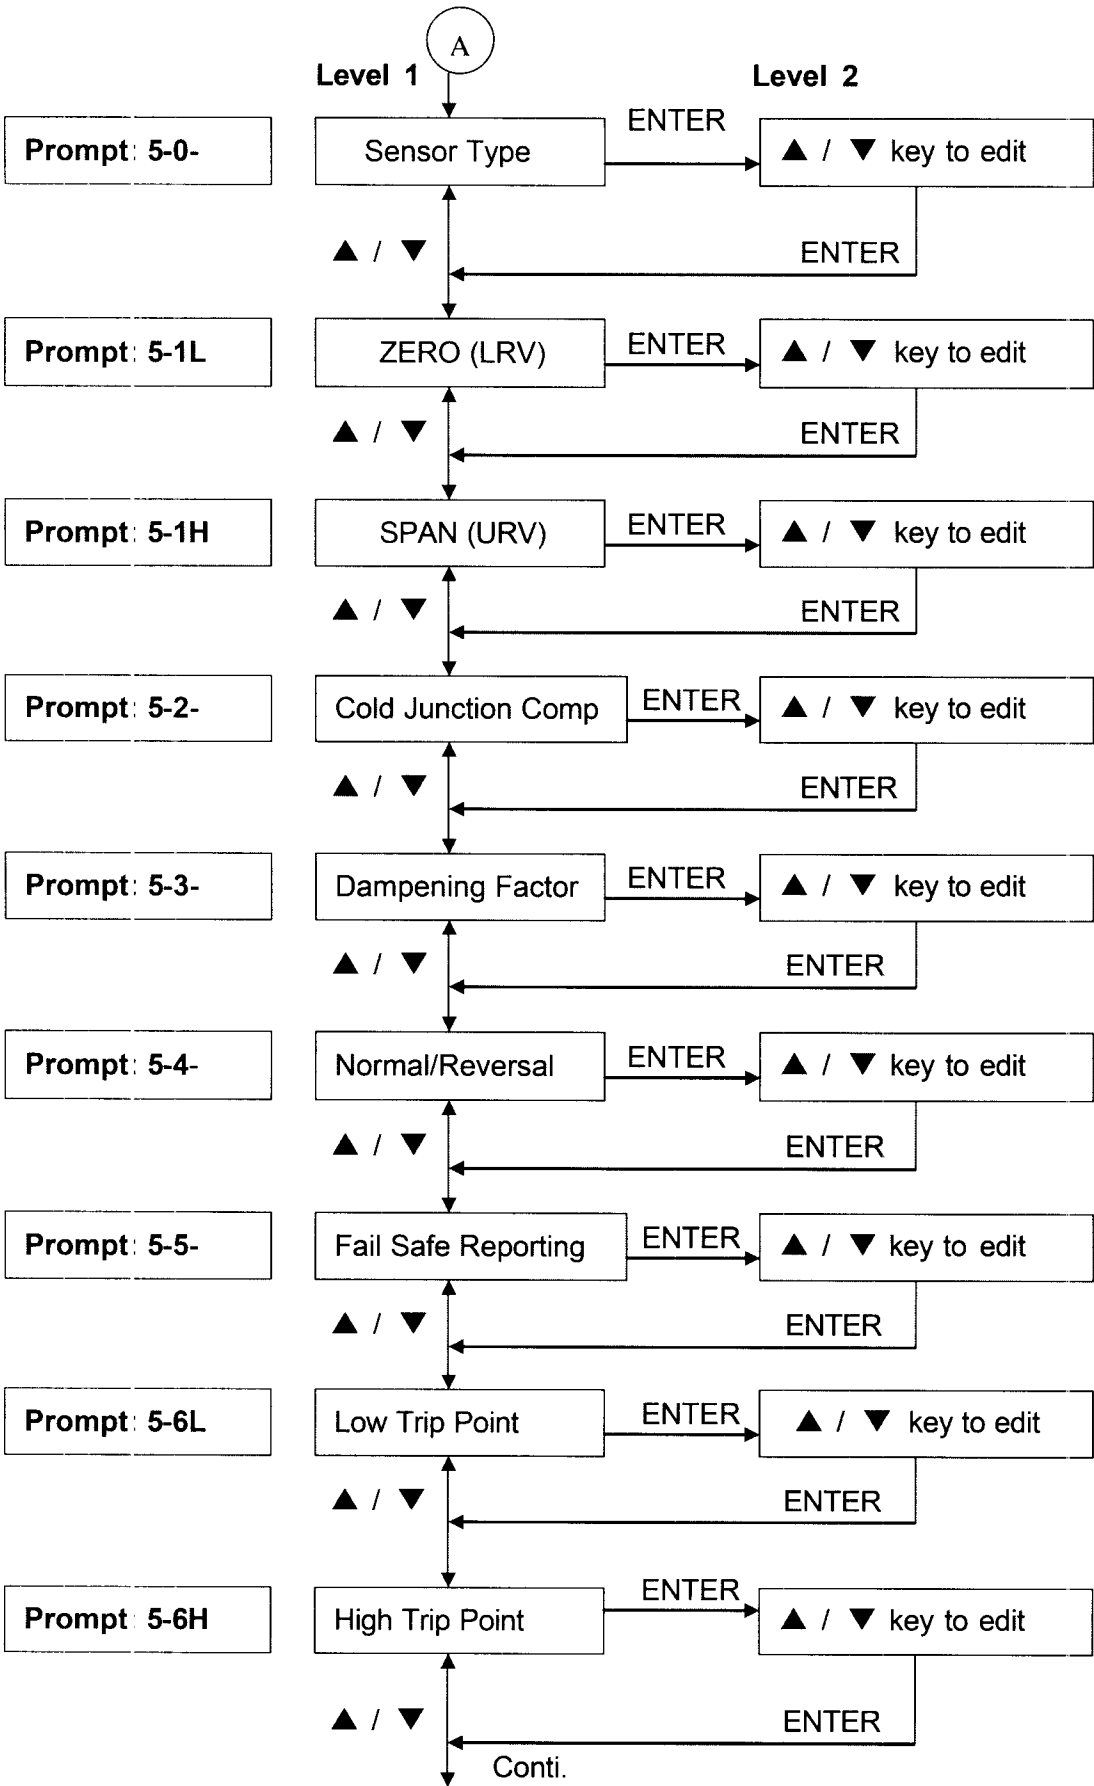 A
Level 1 Level 2
ENTER
Prompt: 5-0- Sensor Type ▲ / ▼ key to edit
▲ / ▼ ENTER
Prompt: 5-1L ZERO (LRV) ENTER ▲ / ▼ key to edit
▲ / ▼ ENTER
Prompt: 5-1H SPAN (URV) ENTER ▲ / ▼ key to edit
▲ / ▼ ENTER
Prompt: 5-2- Cold Junction Comp ENTER ▲ / ▼ key to edit
▲ / ▼ ENTER
Prompt: 5-3- Dampening Factor ENTER ▲ / ▼ key to edit
▲ / ▼ ENTER
Prompt: 5-4- Normal/Reversal ENTER ▲ / ▼ key to edit
▲ / ▼ ENTER
Prompt: 5-5- Fail Safe Reporting ENTER ▲ / ▼ key to edit
▲ / ▼ ENTER
Prompt: 5-6L Low Trip Point ENTER ▲ / ▼ key to edit
▲ / ▼ ENTER
ENTER
Prompt: 5-6H High Trip Point ▲ / ▼ key to edit
▲ / ▼ ENTER
Conti.